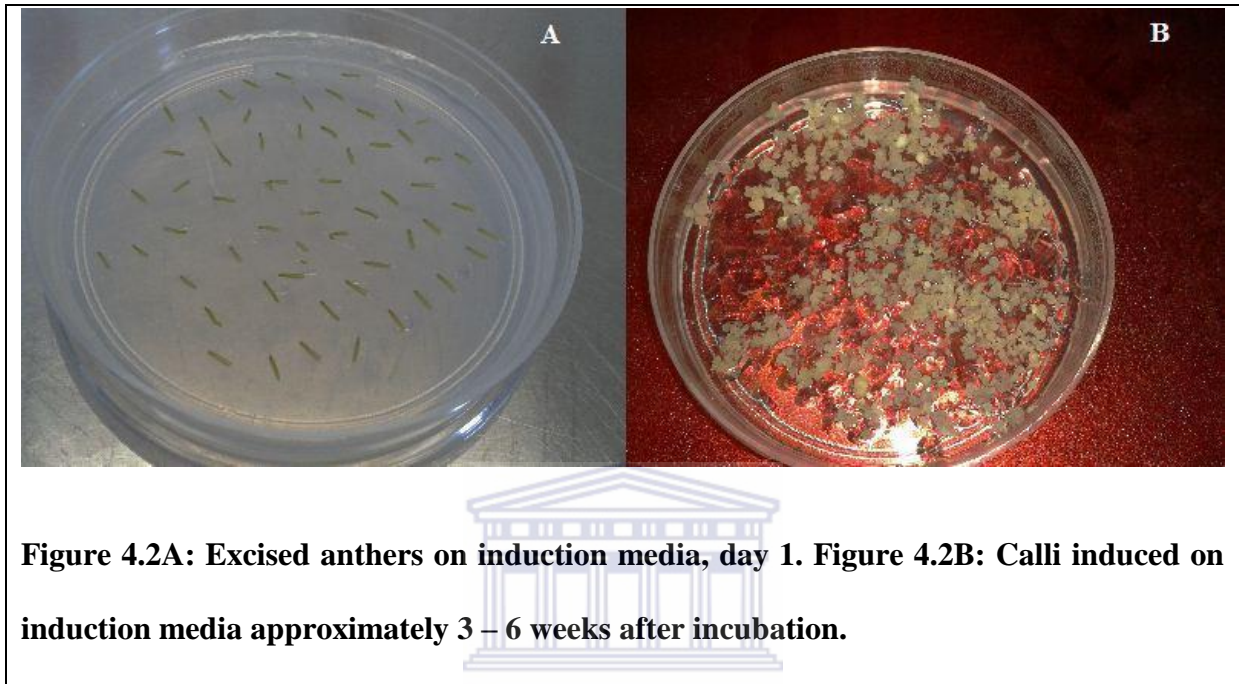 A
B
Figure 4.2A: Excised anthers on induction media, day 1. Figure 4.2B: Calli induced on
induction media approximately 3 – 6 weeks after incubation.